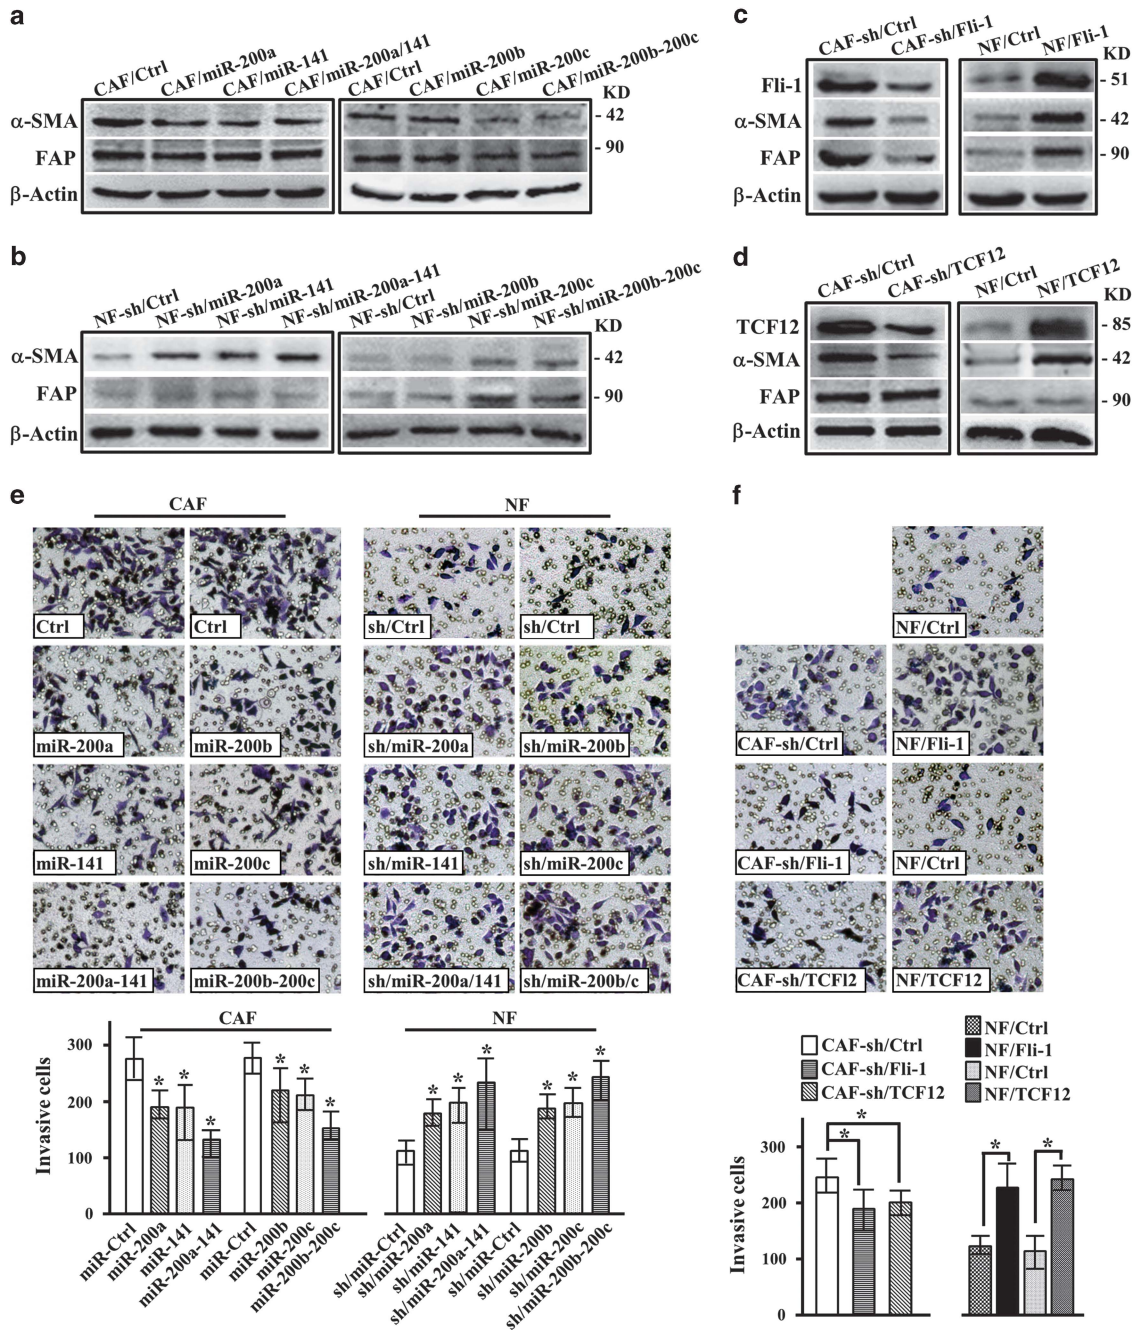 a
CAF/Ctrl
CAF/miR-200a
CAF/miR-141
CAF/miR-200a/141
CAF/Ctrl
CAF/miR-200b
CAF/miR-200c
CAF/miR-200b-200c
KD
α-SMA
- 42
FAP
- 90
β-Actin
b
NF-sh/Ctrl
NF-sh/miR-200a
NF-sh/miR-141
NF-sh/miR-200a-141
NF-sh/Ctrl
NF-sh/miR-200b
NF-sh/miR-200c
NF-sh/miR-200b-200c
KD
α-SMA
- 42
FAP
- 90
β-Actin
c
CAF-sh/Ctrl
CAF-sh/Fli-1
NF/Ctrl
NF/Fli-1
KD
Fli-1
- 51
α-SMA
- 42
FAP
- 90
β-Actin
d
CAF-sh/Ctrl
CAF-sh/TCF12
NF/Ctrl
NF/TCF12
KD
TCF12
- 85
α-SMA
- 42
FAP
- 90
β-Actin
e
CAF
NF
Ctrl
Ctrl
sh/Ctrl
sh/Ctrl
miR-200a
miR-200b
sh/miR-200a
sh/miR-200b
miR-141
miR-200c
sh/miR-141
sh/miR-200c
miR-200a-141
miR-200b-200c
sh/miR-200a/141
sh/miR-200b/c
CAF
NF
Invasive cells
300
200
100
0
* * * * * *
* * * * * *
miR-Ctrl
miR-200a
miR-141
miR-200a-141
miR-Ctrl
miR-200b
miR-200c
miR-200b-200c
sh/miR-Ctrl
sh/miR-200a
sh/miR-141
sh/miR-200a-141
sh/miR-Ctrl
sh/miR-200b
sh/miR-200c
sh/miR-200b-200c
f
NF/Ctrl
CAF-sh/Ctrl
NF/Fli-1
CAF-sh/Fli-1
NF/Ctrl
CAF-sh/TCFl2
NF/TCF12
CAF-sh/Ctrl
CAF-sh/Fli-1
CAF-sh/TCF12
NF/Ctrl
NF/Fli-1
NF/Ctrl
NF/TCF12
Invasive cells
300
200
100
0
* *
* *